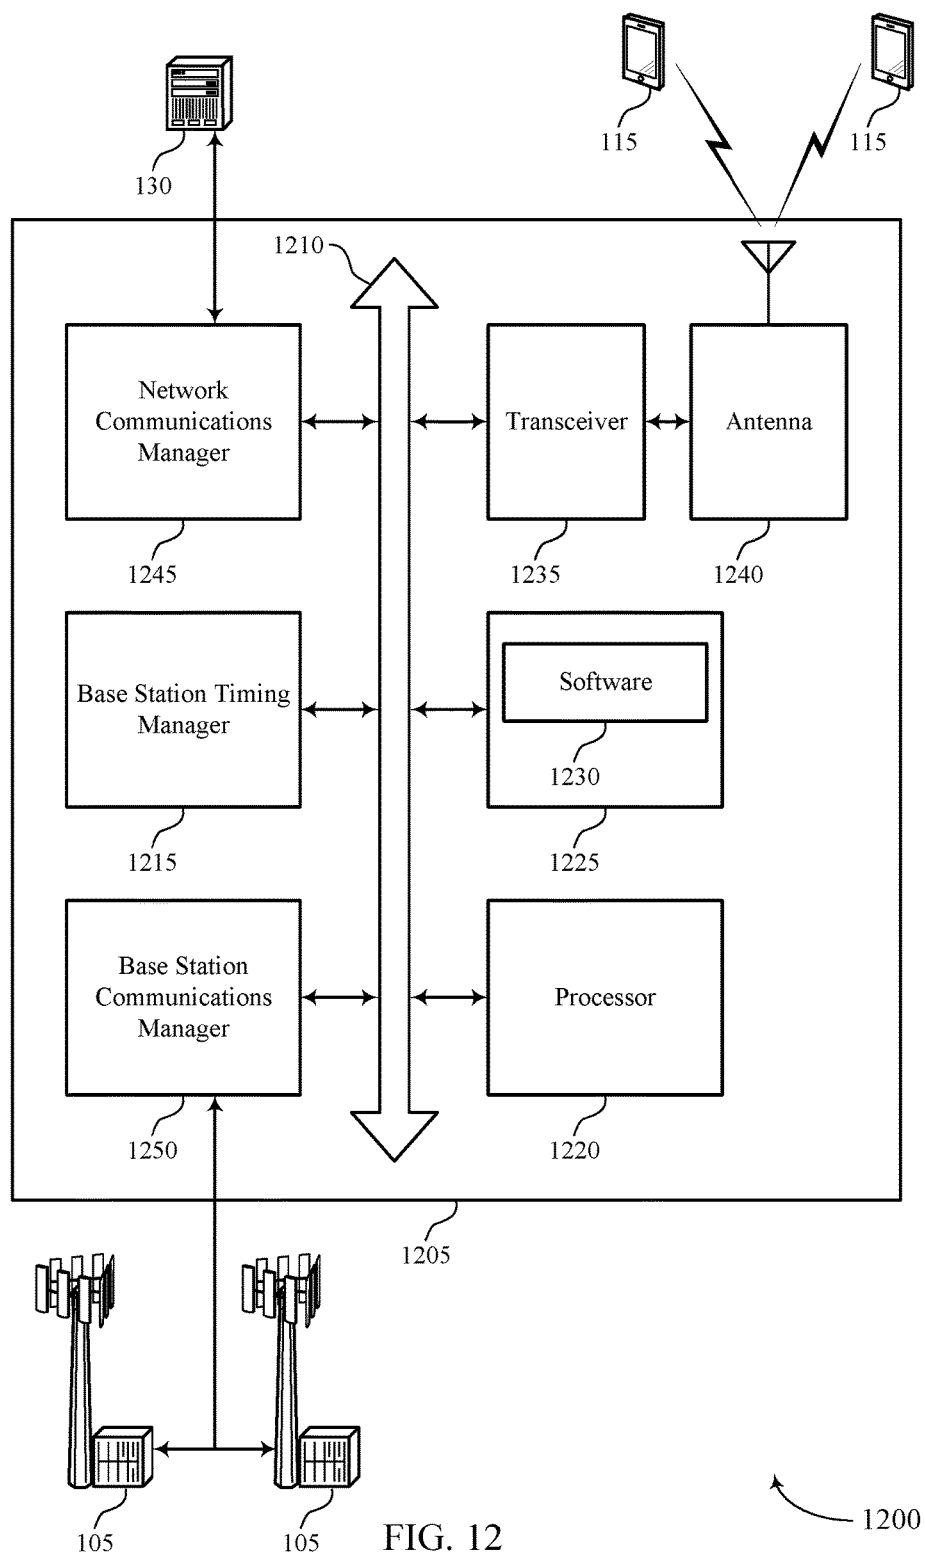 115
115
130
1210
Network
Communications
Manager
Transceiver
Antenna
1245
1235
1240
Base Station Timing
Manager
Software
1230
1215
1225
Base Station
Communications
Manager
Processor
1250
1220
1205
105
105
FIG. 12
1200